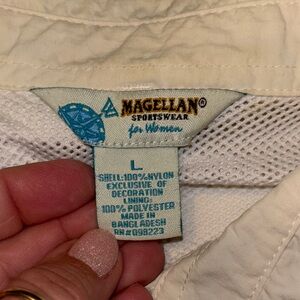 MAGELLAN®
SPORTSWEAR
for Women
L
SHELL:100%NYLON
EXCLUSIVE OF
DECORATION
LINING:
100% POLYESTER
MADE IN
BANGLADESH
RN#098223